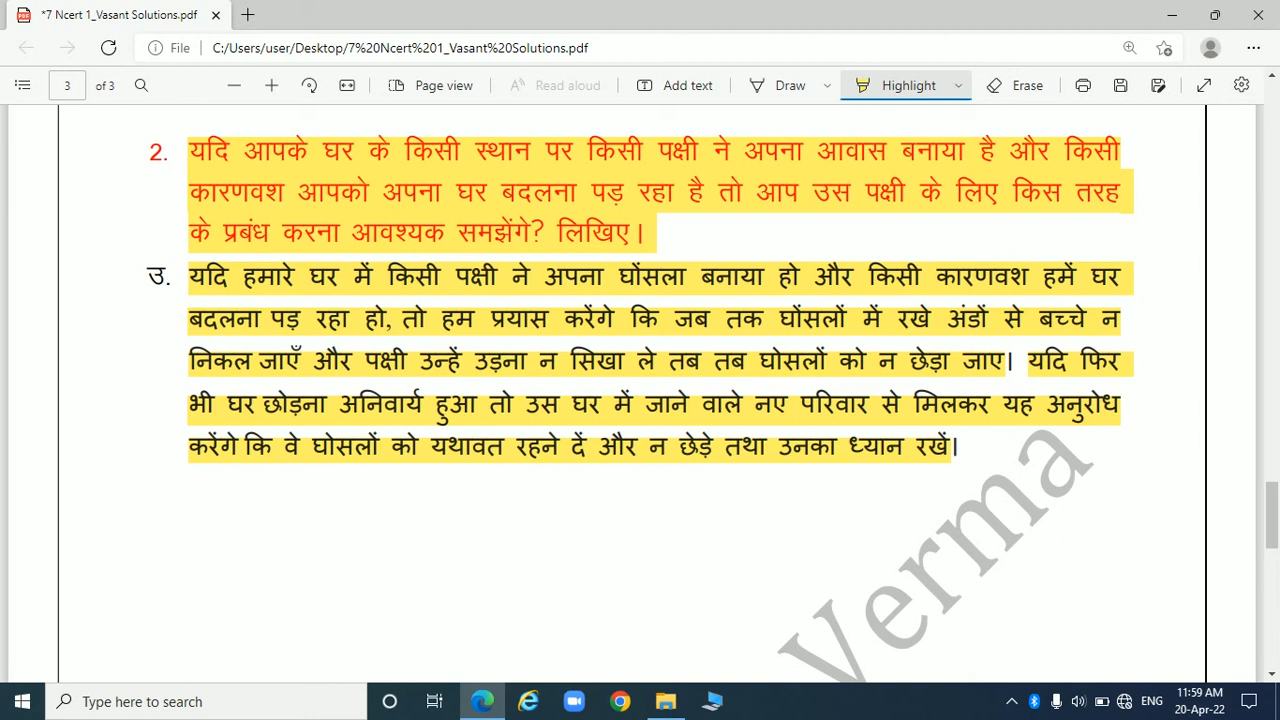 *7 Ncert 1_Vasant Solutions.pdf
File C:/Users/user/Desktop/7%20Ncert%201_Vasant%20Solutions.pdf
3 of 3 Page view Read aloud Add text Draw Highlight Erase
2. यदि आपके घर के किसी स्थान पर किसी पक्षी ने अपना आवास बनाया है और किसी
कारणवश आपको अपना घर बदलना पड़ रहा है तो आप उस पक्षी के लिए किस तरह
के प्रबंध करना आवश्यक समझेंगे? लिखिए।
उ. यदि हमारे घर में किसी पक्षी ने अपना घोंसला बनाया हो और किसी कारणवश हमें घर
बदलना पड़ रहा हो, तो हम प्रयास करेंगे कि जब तक घोंसलों में रखे अंडों से बच्चे न
निकल जाएँ और पक्षी उन्हें उड़ना न सिखा ले तब तब घोसलों को न छेड़ा जाए। यदि फिर
भी घर छोड़ना अनिवार्य हुआ तो उस घर में जाने वाले नए परिवार से मिलकर यह अनुरोध
करेंगे कि वे घोसलों को यथावत रहने दें और न छेड़े तथा उनका ध्यान रखें।
Verma
Type here to search
ENG
11:59 AM
20-Apr-22